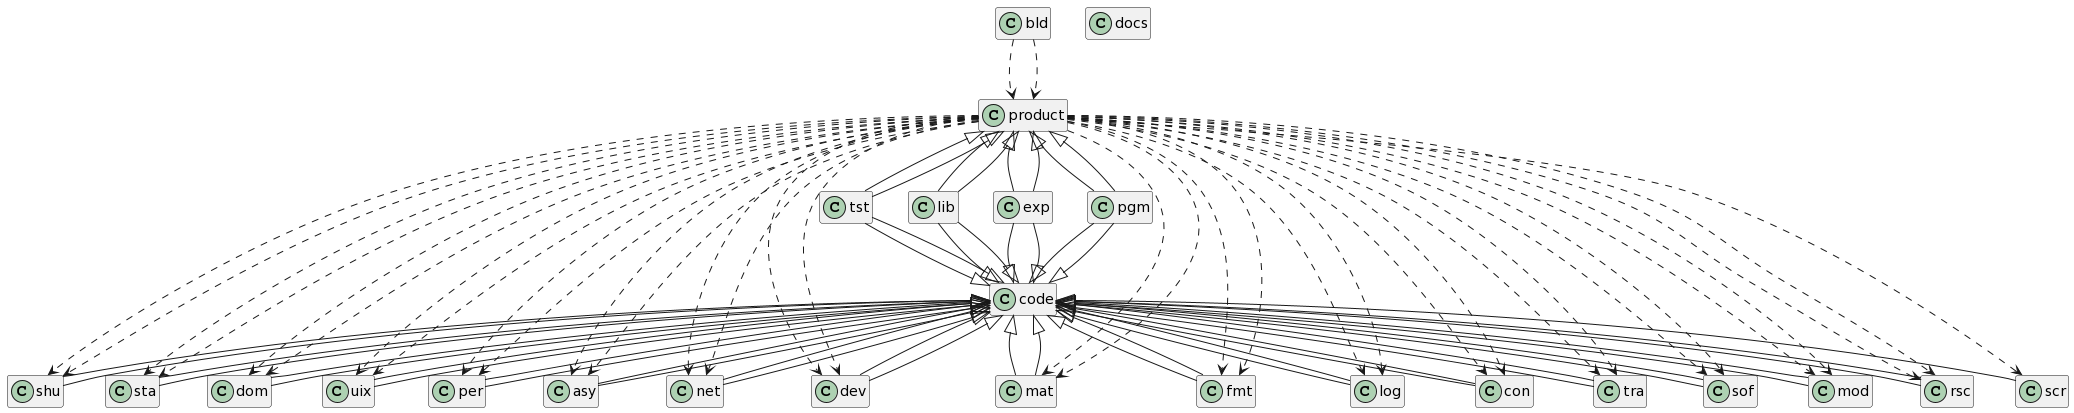 C bld
C docs
C product
C tst
C lib
C exp
C pgm
C code
C shu
C sta
C dom
C uix
C per
C asy
C net
C dev
C mat
C fmt
C log
C con
C tra
C sof
C mod
C rsc
C scr